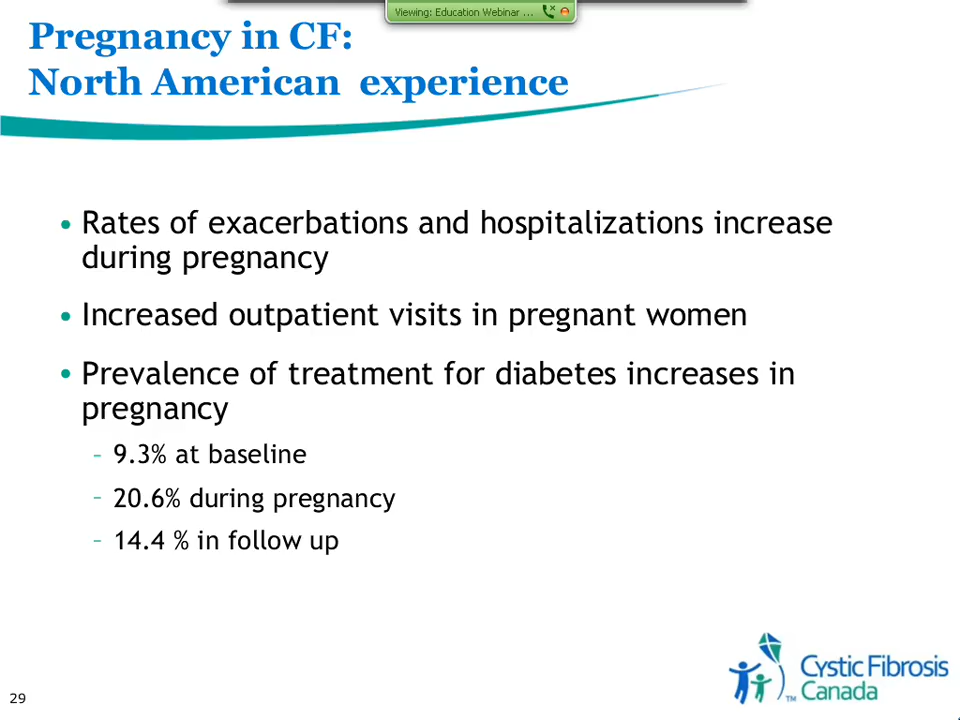 Viewing: Education Webinar ...
Pregnancy in CF:
North American experience
• Rates of exacerbations and hospitalizations increase
during pregnancy
• Increased outpatient visits in pregnant women
• Prevalence of treatment for diabetes increases in
pregnancy
– 9.3% at baseline
– 20.6% during pregnancy
– 14.4 % in follow up
Cystic Fibrosis
TM Canada
29